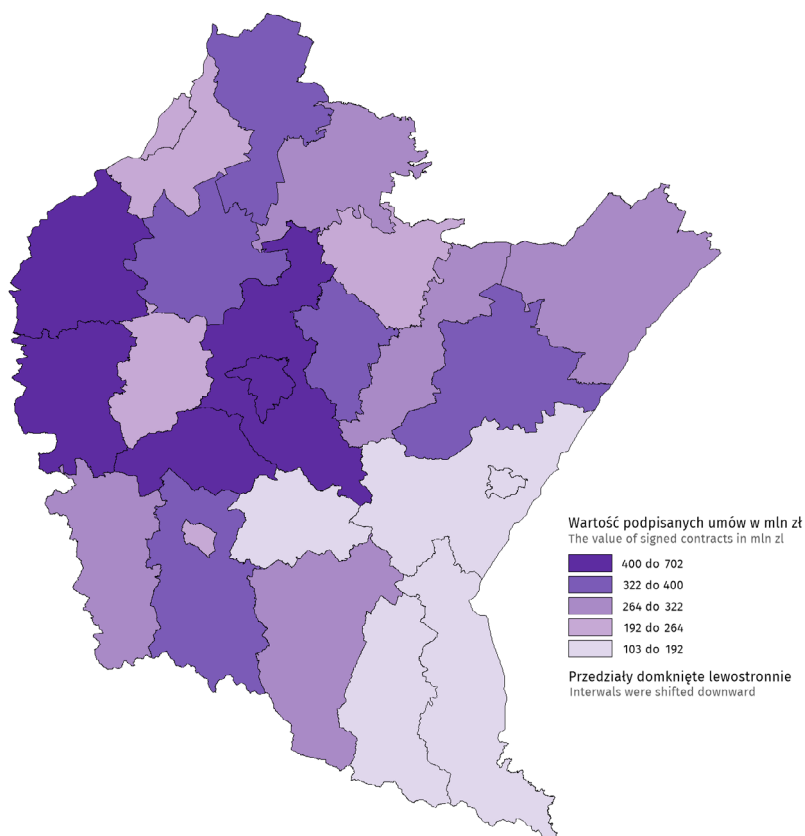 Wartość podpisanych umów w mln zł
The value of signed contracts in mln zl
400 do 702
322 do 400
264 do 322
192 do 264
103 do 192
Przedziały domknięte lewostronnie
Interwals were shifted downward